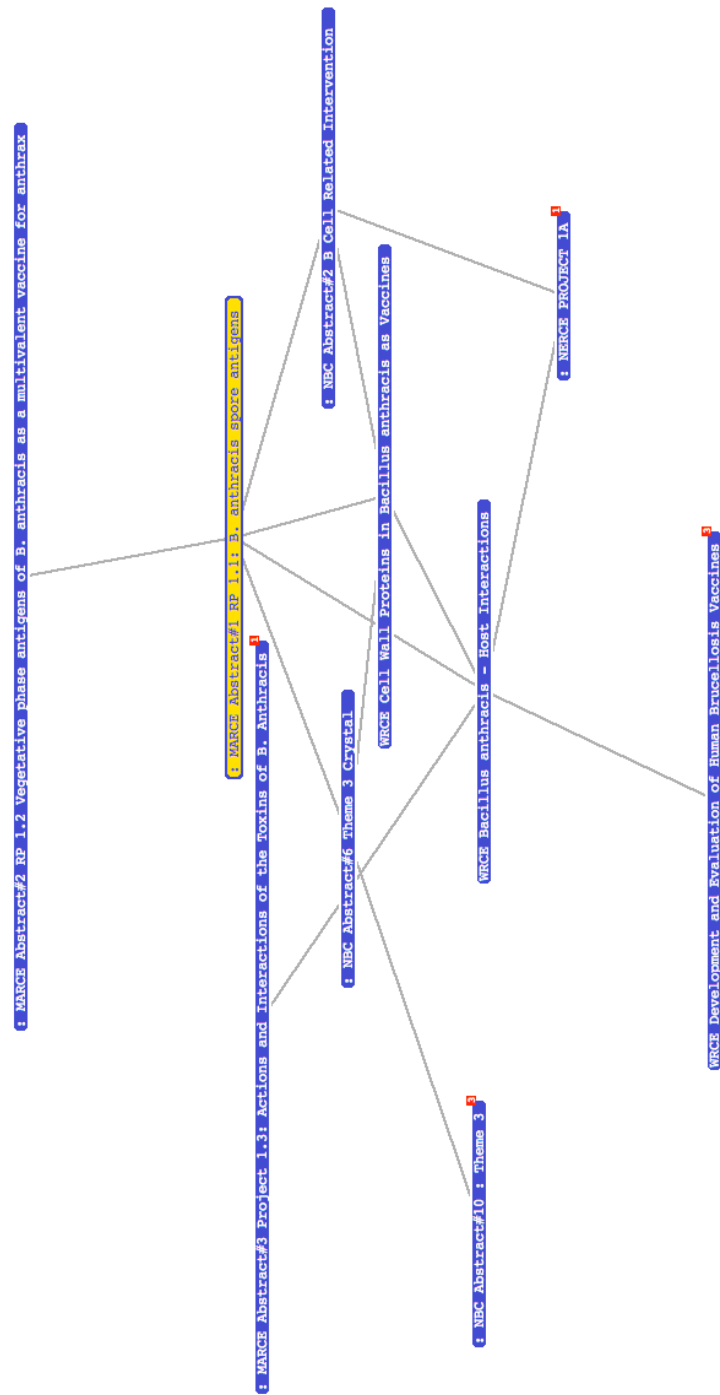 : MARCE Abstract#2 RP 1.2 Vegetative phase antigens of B. anthracis as a multivalent vaccine for anthrax
: MARCE Abstract#1 RP 1.1: B. anthracis spore antigens
1
: MARCE Abstract#3 Project 1.3: Actions and Interactions of the Toxins of B. Anthracis
: NBC Abstract#2 B Cell Related Intervention
: NBC Abstract#6 Theme 3 Crystal
WRCE Cell Wall Proteins in Bacillus anthracis as Vaccines
3
: NBC Abstract#10 : Theme 3
WRCE Bacillus anthracis - Host Interactions
1
: NERCE PROJECT 1A
3
WRCE Development and Evaluation of Human Brucellosis Vaccines